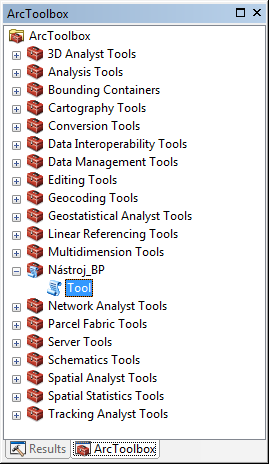 ArcToolbox
ArcToolbox
3D Analyst Tools
Analysis Tools
Bounding Containers
Cartography Tools
Conversion Tools
Data Interoperability Tools
Data Management Tools
Editing Tools
Geocoding Tools
Geostatistical Analyst Tools
Linear Referencing Tools
Multidimension Tools
Nástroj_BP
Tool
Network Analyst Tools
Parcel Fabric Tools
Server Tools
Schematics Tools
Spatial Analyst Tools
Spatial Statistics Tools
Tracking Analyst Tools
Results ArcToolbox